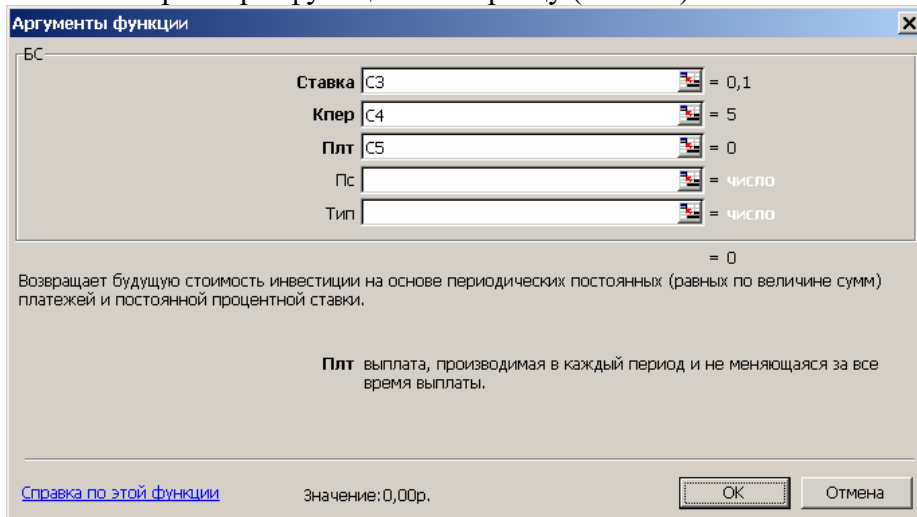 Аргументы функции
БС
Ставка C3 = 0,1
Кпер C4 = 5
Плт C5 = 0
Пс = число
Тип = число
= 0
Возвращает будущую стоимость инвестиции на основе периодических постоянных (равных по величине сумм)
платежей и постоянной процентной ставки.
Плт выплата, производимая в каждый период и не меняющаяся за все
время выплаты.
Справка по этой функции Значение:0,00р. OK Отмена